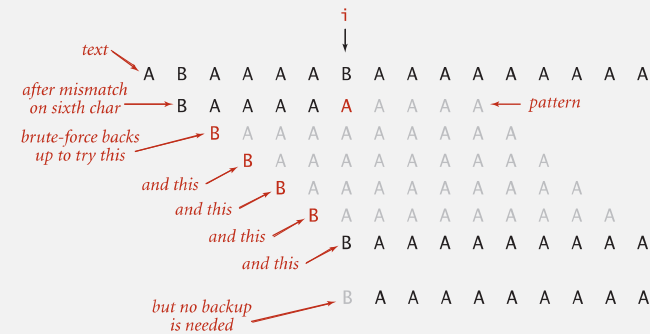 i
text
A B A A A A B A A A A A A A A A
after mismatch
on sixth char
B A A A A A A A A A
pattern
brute-force backs
up to try this
B A A A A A A A A A
and this
B A A A A A A A A A
and this
B A A A A A A A A A
and this
B A A A A A A A A A
and this
B A A A A A A A A A
but no backup
is needed
B A A A A A A A A A